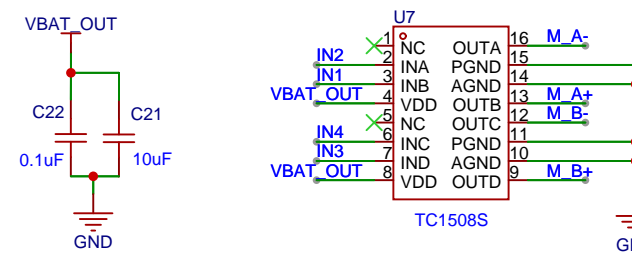 VBAT_OUT
C22
C21
0.1uF
10uF
GND
U7
1 NC OUTA 16 M_A-
IN2 2 INA PGND 15
IN1 3 INB AGND 14
VBAT_OUT 4 VDD OUTB 13 M_A+
5 NC OUTC 12 M_B-
IN4 6 INC PGND 11
IN3 7 IND AGND 10
VBAT_OUT 8 VDD OUTD 9 M_B+
TC1508S